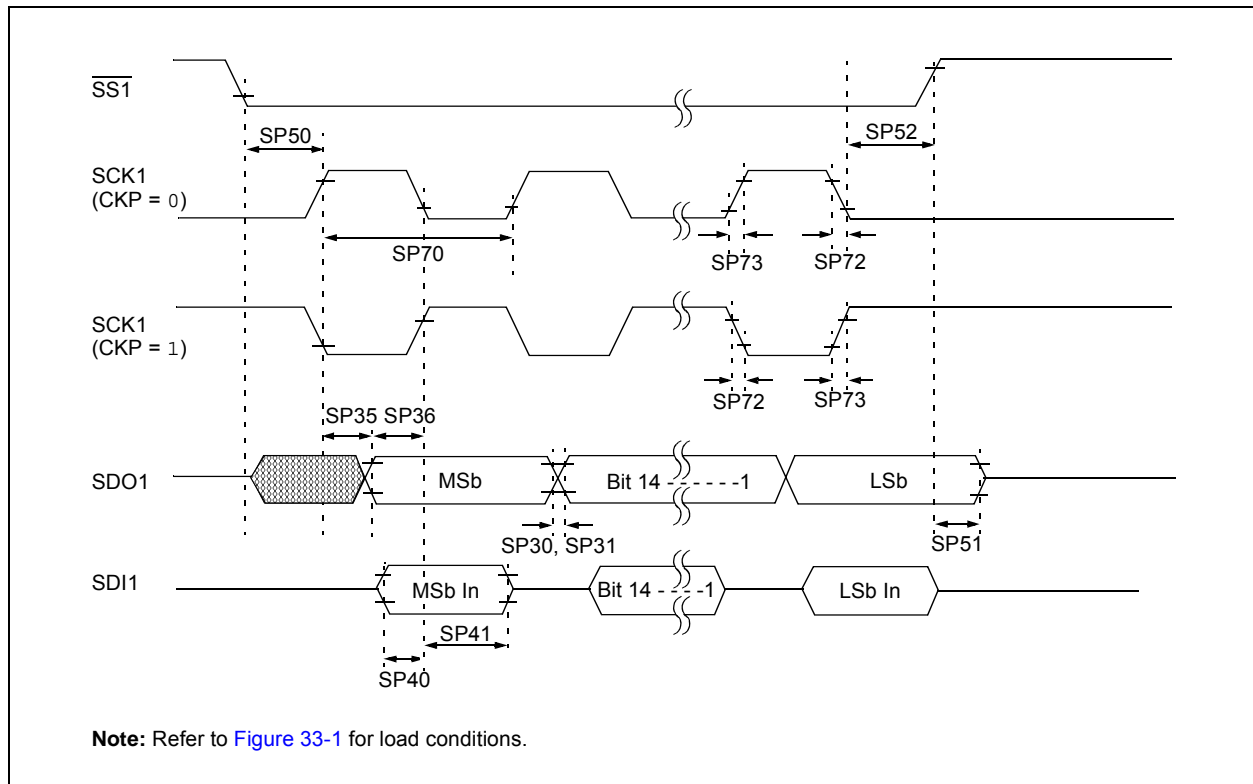 SS1
SP50
SP52
SCK1
(CKP = 0)
SP70
SP73
SP72
SCK1
(CKP = 1)
SP72
SP73
SP35 SP36
SDO1
MSb
Bit 14 - - - - - -1
LSb
SP30, SP31
SP51
SDI1
MSb In
Bit 14 - - - -1
LSb In
SP41
SP40
Note: Refer to Figure 33-1 for load conditions.